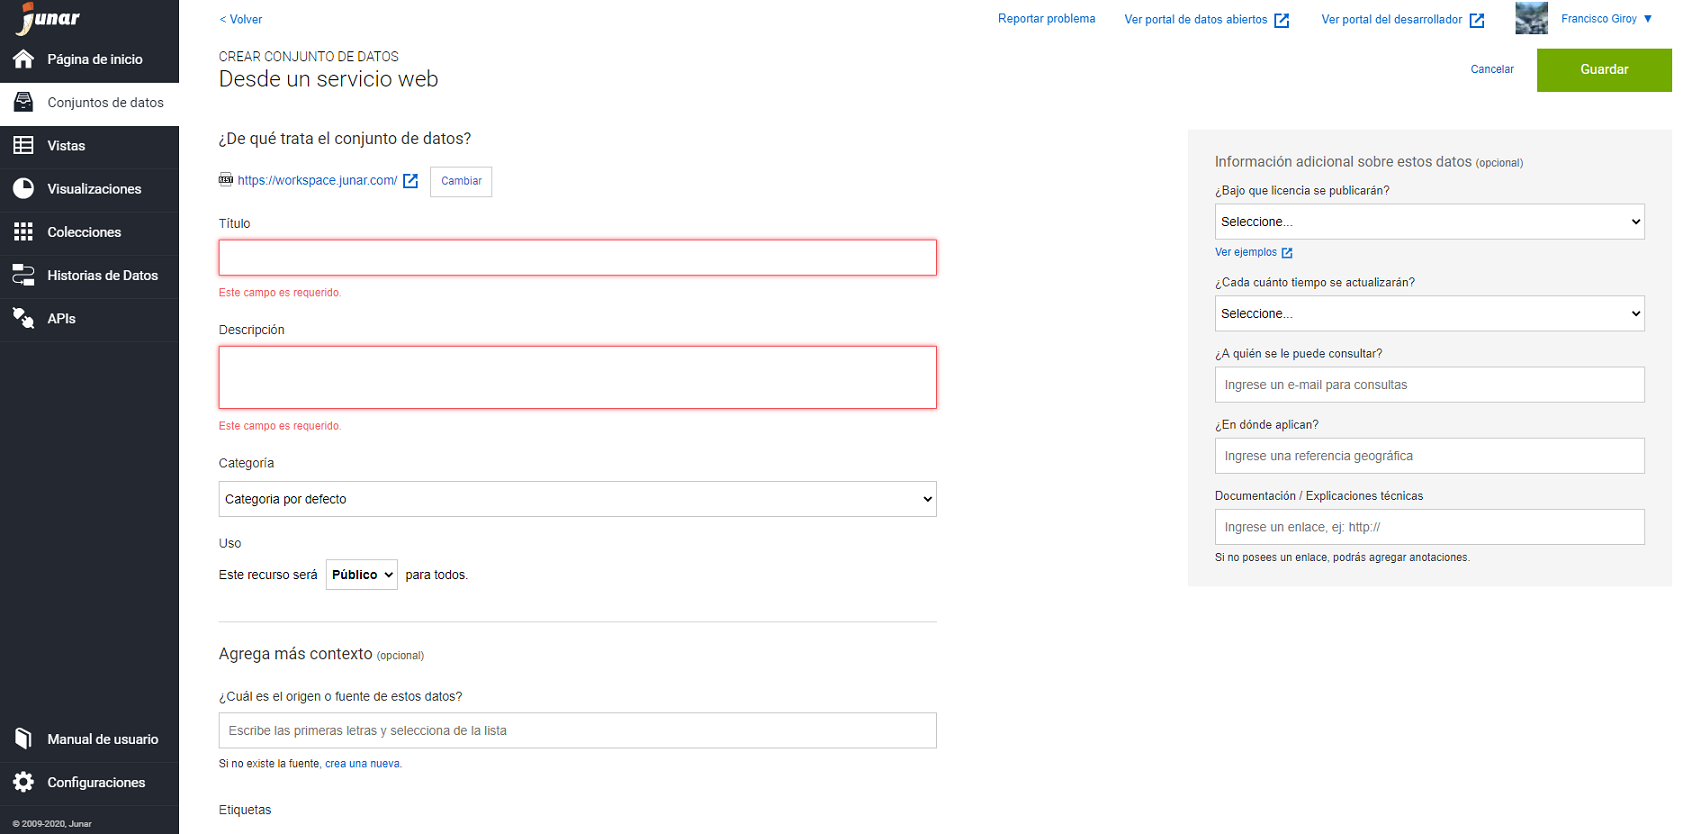 Junar
Página de inicio
Conjuntos de datos
Vistas
Visualizaciones
Colecciones
Historias de Datos
APIs
Manual de usuario
Configuraciones
© 2009-2020, Junar
< Volver
Reportar problema
Ver portal de datos abiertos
Ver portal del desarrollador
Francisco Giroy ▼
CREAR CONJUNTO DE DATOS
Desde un servicio web
Cancelar
Guardar
¿De qué trata el conjunto de datos?
REST https://workspace.junar.com/
Cambiar
Título
Este campo es requerido.
Descripción
Este campo es requerido.
Categoría
Categoria por defecto
Uso
Este recurso será Público para todos.
Agrega más contexto (opcional)
¿Cuál es el origen o fuente de estos datos?
Escribe las primeras letras y selecciona de la lista
Si no existe la fuente, crea una nueva.
Etiquetas
Información adicional sobre estos datos (opcional)
¿Bajo que licencia se publicarán?
Seleccione...
Ver ejemplos
¿Cada cuánto tiempo se actualizarán?
Seleccione...
¿A quién se le puede consultar?
Ingrese un e-mail para consultas
¿En dónde aplican?
Ingrese una referencia geográfica
Documentación / Explicaciones técnicas
Ingrese un enlace, ej: http://
Si no posees un enlace, podrás agregar anotaciones.